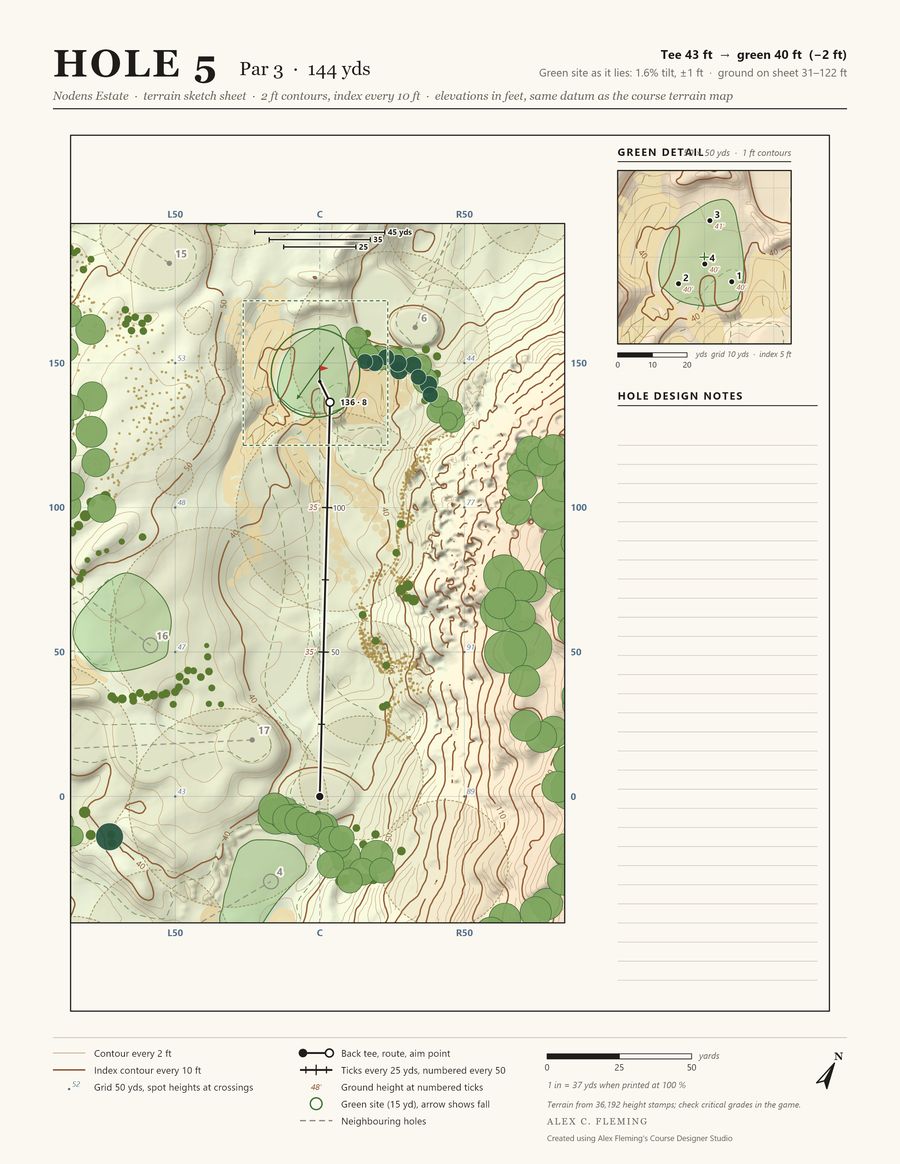 HOLE 5 Par 3 · 144 yds
Tee 43 ft → green 40 ft (−2 ft)
Green site as it lies: 1.6% tilt, ±1 ft · ground on sheet 31–122 ft
Nodens Estate · terrain sketch sheet · 2 ft contours, index every 10 ft · elevations in feet, same datum as the course terrain map
GREEN DETAIL 50 yds · 1 ft contours
L50 C R50
45 yds
35
25
15
50
6
3
41'
40
40
4
40'
2
40'
1
40'
40
yds grid 10 yds · index 5 ft
0 10 20
150
53
44
150
136 · 8
HOLE DESIGN NOTES
50
100
48
35'
100
40
77
100
40
50
16
47
35'
50
91
50
40
17
0
43
89
0
40
50
40
4
L50 C R50
Contour every 2 ft
Index contour every 10 ft
52 Grid 50 yds, spot heights at crossings
Back tee, route, aim point
Ticks every 25 yds, numbered every 50
48' Ground height at numbered ticks
Green site (15 yd), arrow shows fall
Neighbouring holes
yards
0 25 50
1 in = 37 yds when printed at 100 %
Terrain from 36,192 height stamps; check critical grades in the game.
ALEX C. FLEMING
Created using Alex Fleming's Course Designer Studio
N